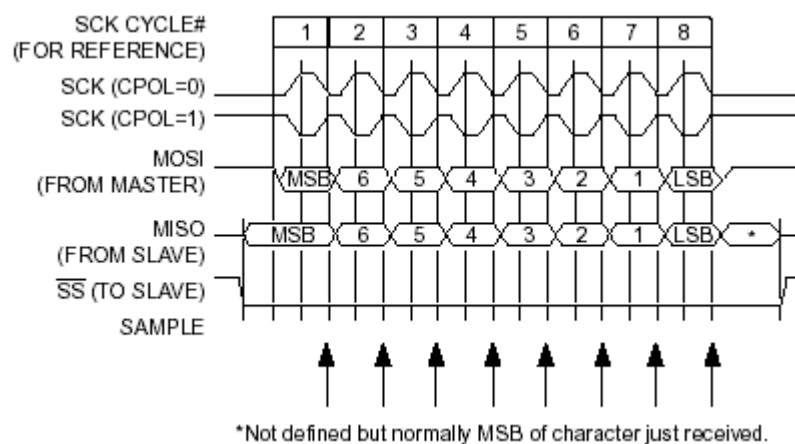 SCK CYCLE#
(FOR REFERENCE)
1 2 3 4 5 6 7 8
SCK (CPOL=0)
SCK (CPOL=1)
MOSI
(FROM MASTER)
MSB 6 5 4 3 2 1 LSB
MISO
(FROM SLAVE)
MSB 6 5 4 3 2 1 LSB *
SS (TO SLAVE)
SAMPLE
*Not defined but normally MSB of character just received.